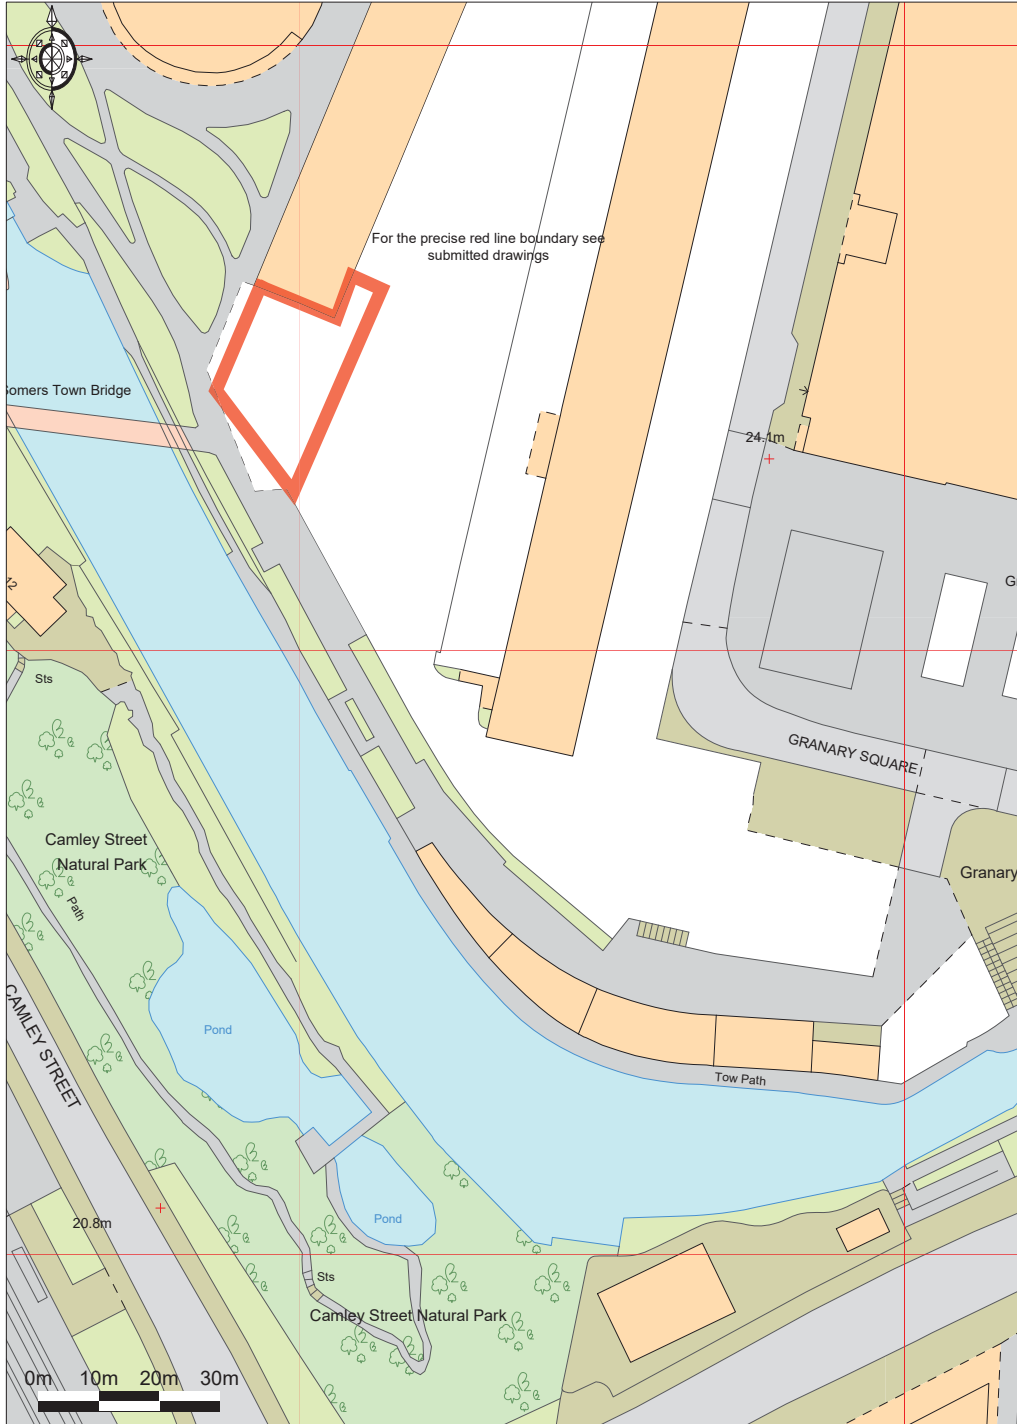 For the precise red line boundary see
submitted drawings
Somers Town Bridge
24.1m
12
Sts
GRANARY SQUARE
Camley Street
Natural Park
Path
Granary
CAMLEY STREET
Pond
Tow Path
Pond
20.8m
Sts
Camley Street Natural Park
0m 10m 20m 30m